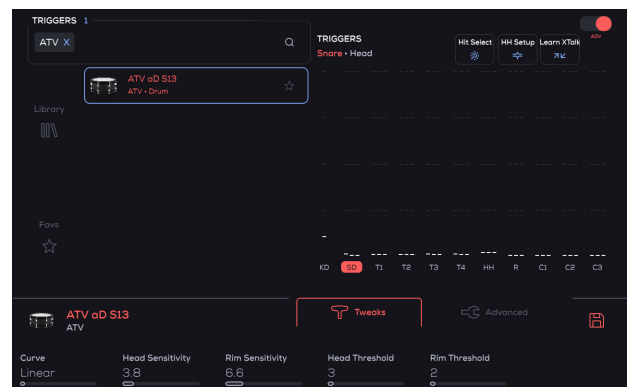 TRIGGERS 1
ATV X
ATV aD S13
ATV • Drum
Library
Favs
TRIGGERS
Snare • Head
Hit Select
HH Setup
Learn XTalk
ADV
KD SD T1 T2 T3 T4 HH R C1 C2 C3
ATV aD S13
ATV
Tweaks
Advanced
Curve Head Sensitivity Rim Sensitivity Head Threshold Rim Threshold
Linear 3.8 6.6 3 2